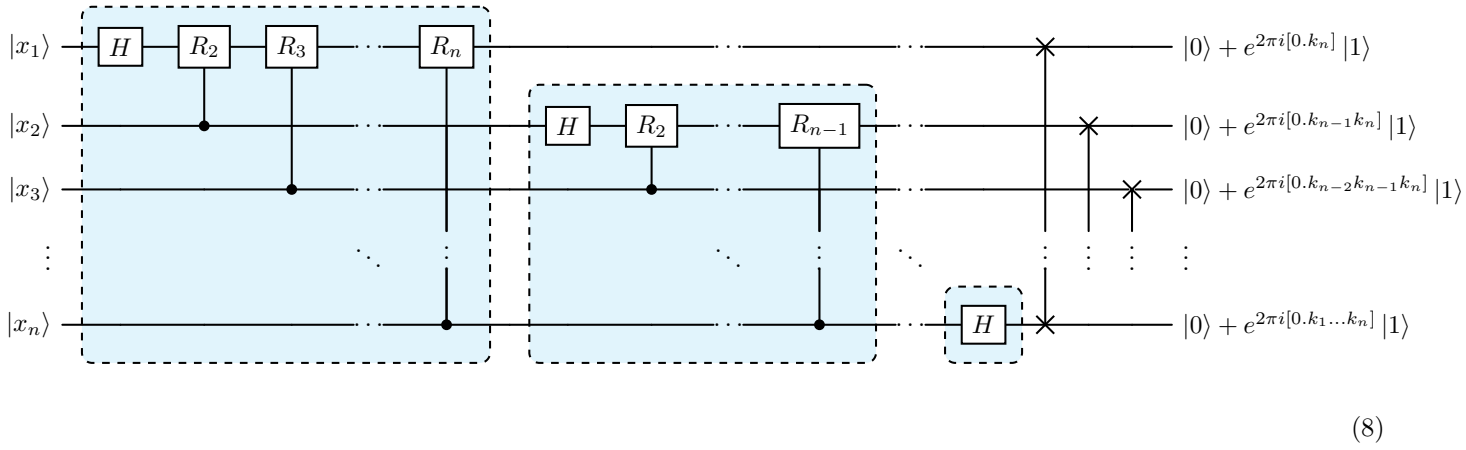 |x₁⟩ H R₂ R₃ ··· Rₙ ··· ··· |0⟩ + e^{2πi[0.kₙ]} |1⟩
|x₂⟩ ··· H R₂ ··· Rₙ₋₁ ··· |0⟩ + e^{2πi[0.kₙ₋₁kₙ]} |1⟩
|x₃⟩ ··· ··· ··· |0⟩ + e^{2πi[0.kₙ₋₂kₙ₋₁kₙ]} |1⟩
⋮ ⋱ ⋮ ⋱ ⋮ ⋱ ⋮ ⋮ ⋮ ⋮
|xₙ⟩ ··· ··· ··· H |0⟩ + e^{2πi[0.k₁...kₙ]} |1⟩
(8)